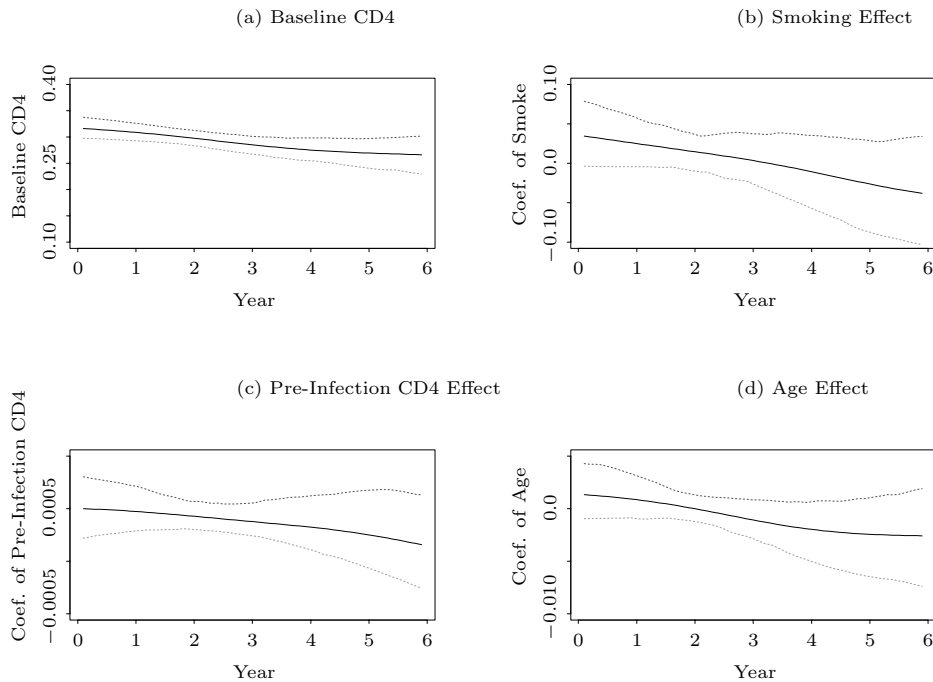 (a) Baseline CD4
Baseline CD4
0.10 0.25 0.40
0 1 2 3 4 5 6
Year
(b) Smoking Effect
Coef. of Smoke
−0.10 0.0 0.10
0 1 2 3 4 5 6
Year
(c) Pre-Infection CD4 Effect
Coef. of Pre-Infection CD4
−0.0005 0.0005
0 1 2 3 4 5 6
Year
(d) Age Effect
Coef. of Age
−0.010 0.0
0 1 2 3 4 5 6
Year